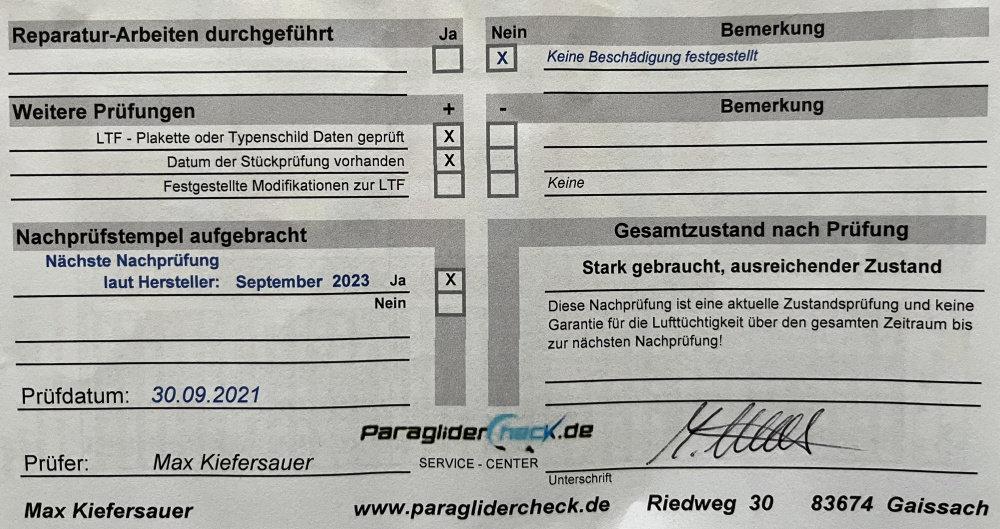 Reparatur-Arbeiten durchgeführt Ja Nein Bemerkung
X Keine Beschädigung festgestellt
Weitere Prüfungen + - Bemerkung
LTF - Plakette oder Typenschild Daten geprüft X
Datum der Stückprüfung vorhanden X
Festgestellte Modifikationen zur LTF Keine
Nachprüfstempel aufgebracht
Nächste Nachprüfung
laut Hersteller: September 2023 Ja X
Nein
Gesamtzustand nach Prüfung
Stark gebraucht, ausreichender Zustand
Diese Nachprüfung ist eine aktuelle Zustandsprüfung und keine
Garantie für die Lufttüchtigkeit über den gesamten Zeitraum bis
zur nächsten Nachprüfung!
Prüfdatum: 30.09.2021
ParagliderCheck.de
SERVICE - CENTER
Prüfer: Max Kiefersauer
Unterschrift
Max Kiefersauer www.paraglidercheck.de Riedweg 30 83674 Gaissach